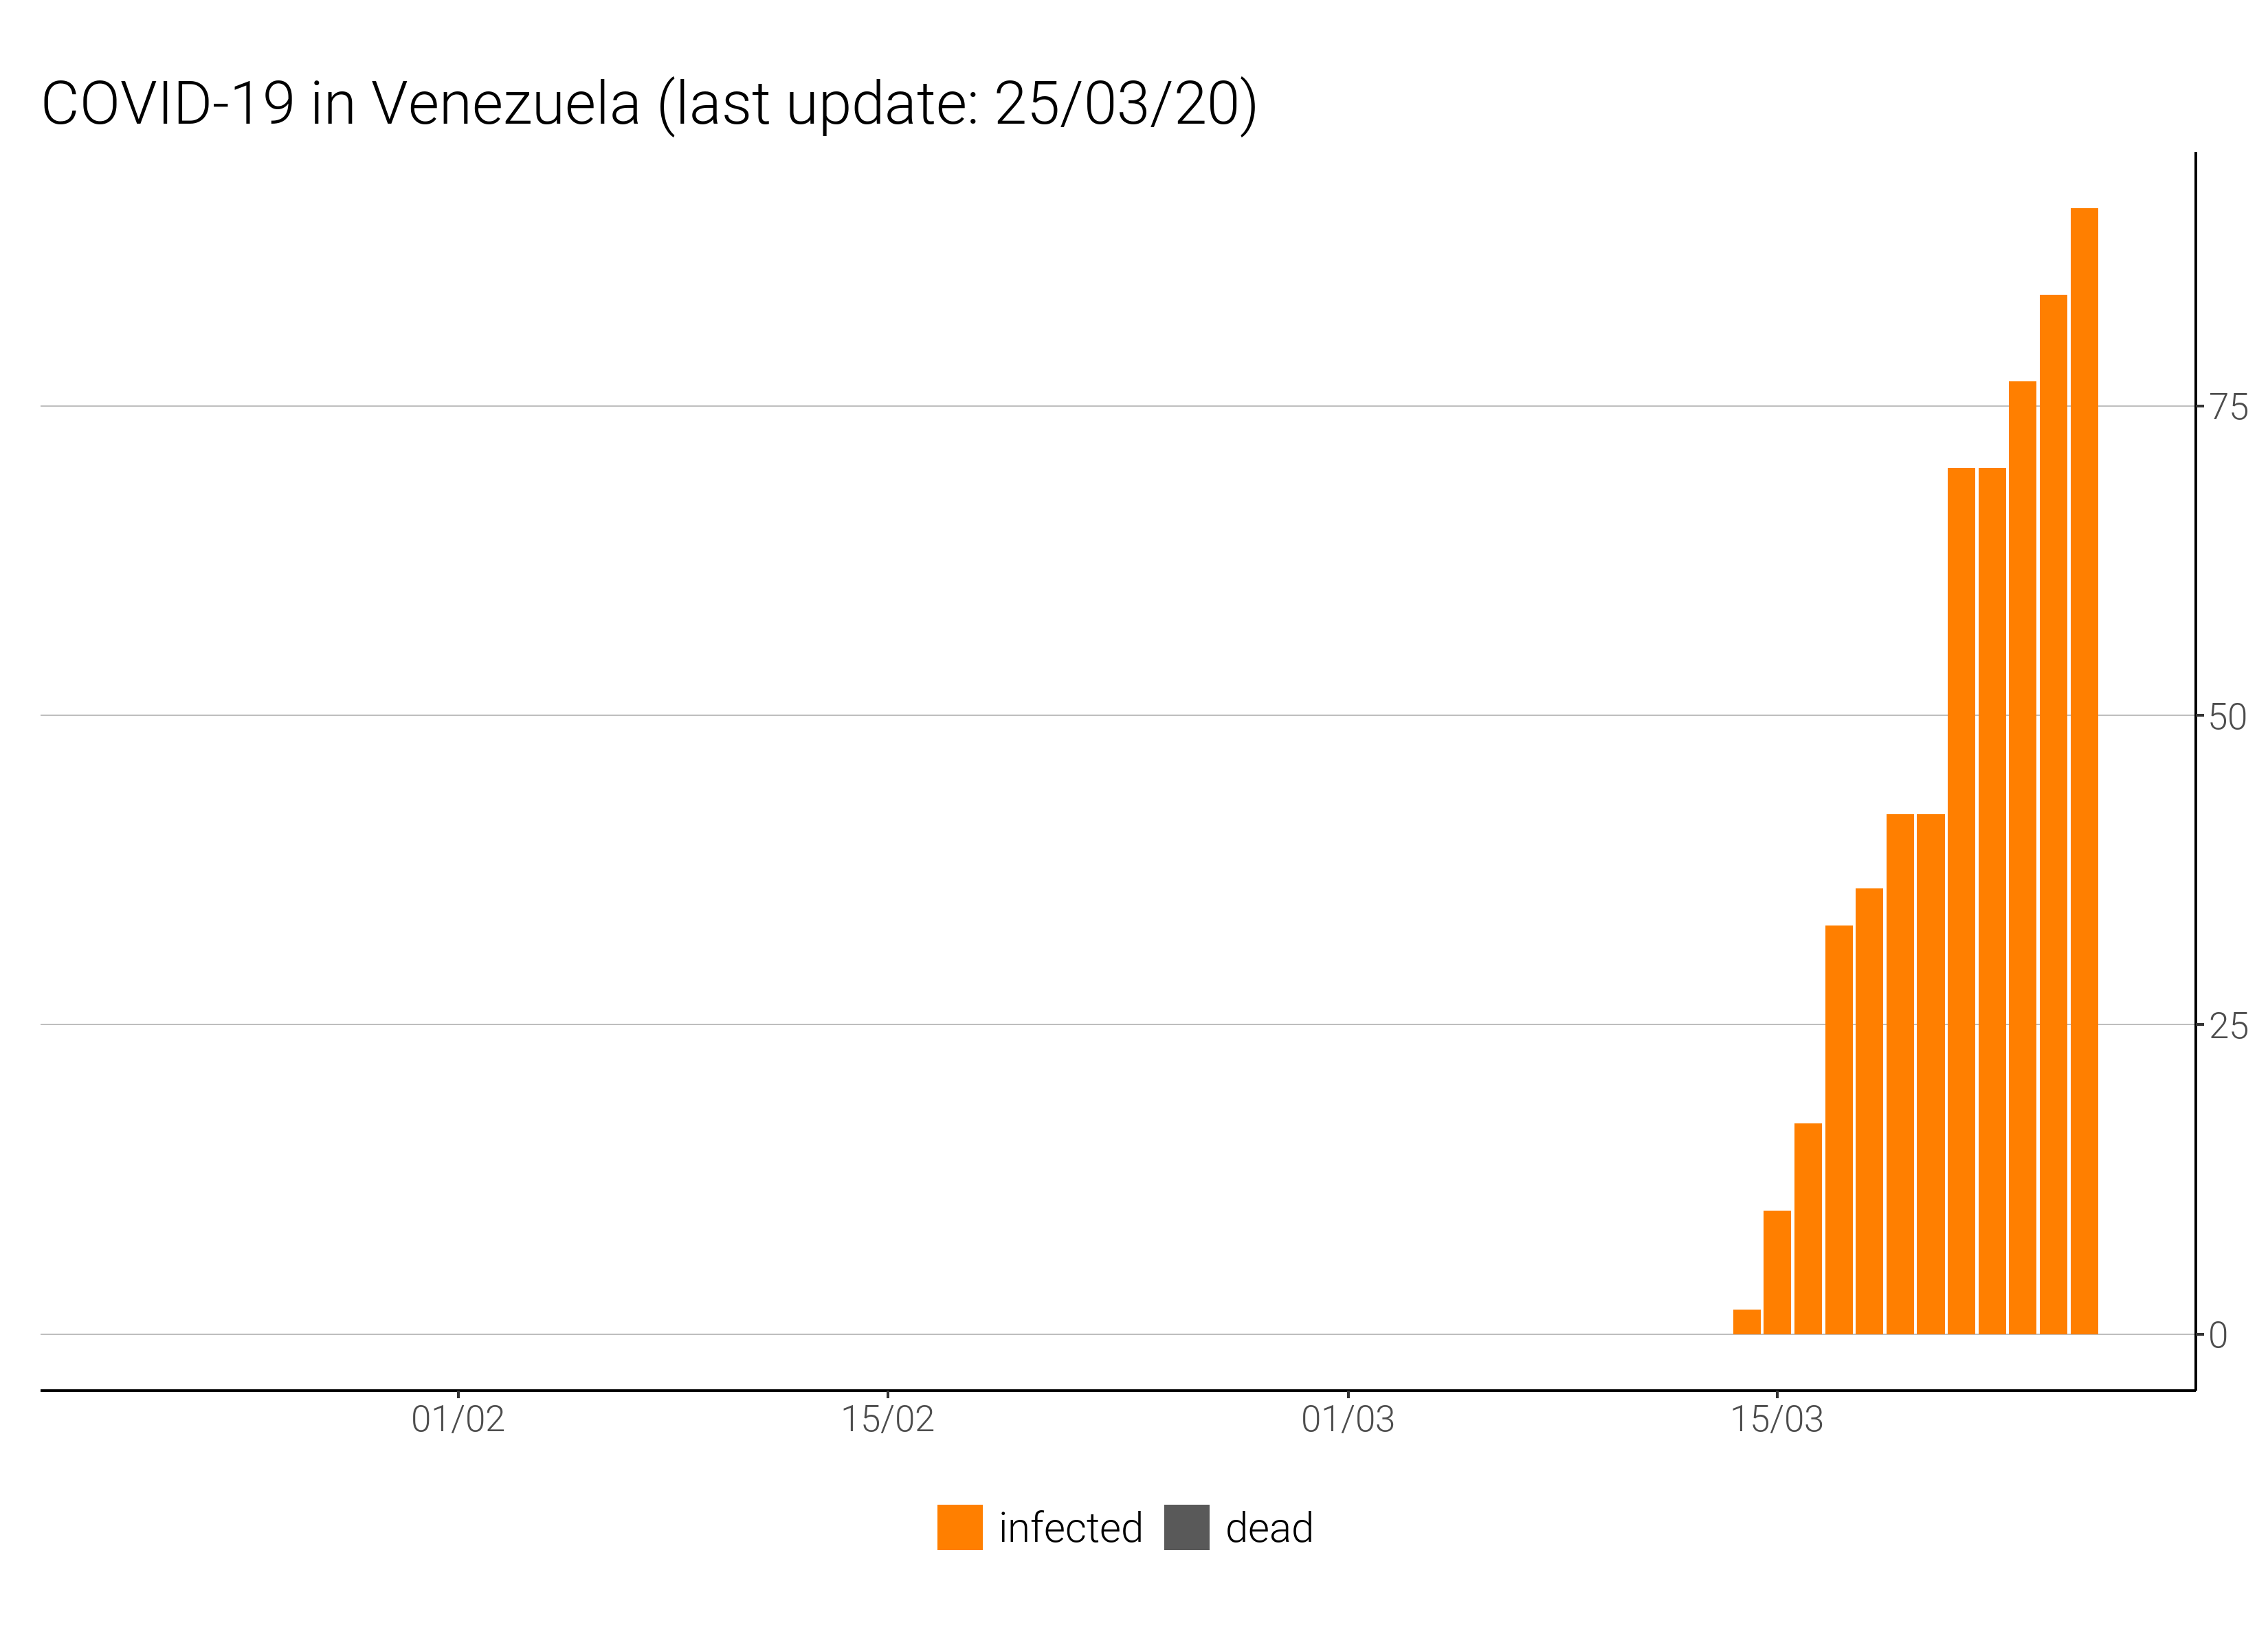 COVID-19 in Venezuela (last update: 25/03/20)
75
50
25
0
01/02 15/02 01/03 15/03
infected dead